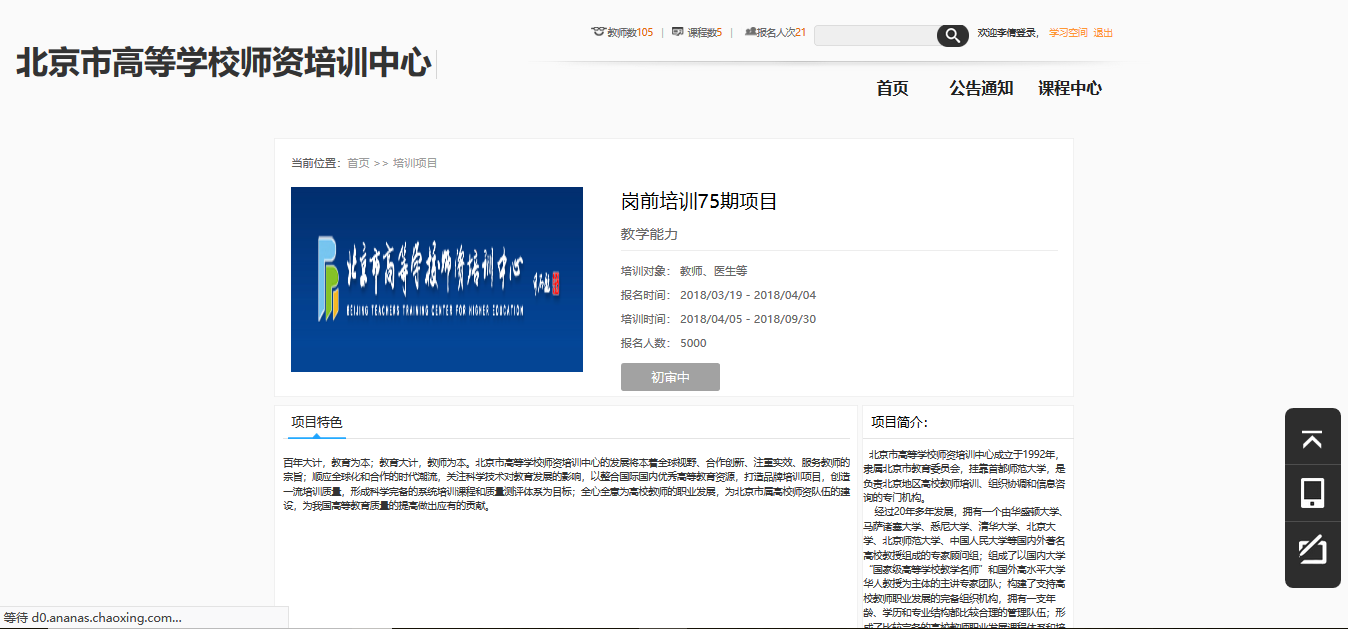 教师数105 | 课程数5 | 报名人次21
欢迎李倩登录, 学习空间 退出
北京市高等学校师资培训中心
首页 公告通知 课程中心
当前位置：首页 >> 培训项目
北京市高等学校师资培训中心
BEIJING TEACHERS TRAINING CENTER FOR HIGHER EDUCATION
岗前培训75期项目
教学能力
培训对象： 教师、医生等
报名时间： 2018/03/19 - 2018/04/04
培训时间： 2018/04/05 - 2018/09/30
报名人数： 5000
初审中
项目特色
百年大计，教育为本；教育大计，教师为本。北京市高等学校师资培训中心的发展将本着全球视野、合作创新、注重实效、服务教师的
宗旨；顺应全球化和合作的时代潮流，关注科学技术对教育发展的影响，以整合国际国内优秀高等教育资源，打造品牌培训项目，创造
一流培训质量，形成科学完备的系统培训课程和质量测评体系为目标；全心全意为高校教师的职业发展，为北京市属高校师资队伍的建
设，为我国高等教育质量的提高做出应有的贡献。
项目简介：
北京市高等学校师资培训中心成立于1992年，
隶属北京市教育委员会，挂靠首都师范大学，是
负责北京地区高校教师培训、组织协调和信息咨
询的专门机构。
经过20年多年发展，拥有一个由华盛顿大学、
马萨诸塞大学、悉尼大学、清华大学、北京大
学、北京师范大学、中国人民大学等国内外著名
高校教授组成的专家顾问组；组成了以国内大学
“国家级高等学校教学名师”和国外高水平大学
华人教授为主体的主讲专家团队；构建了支持高
校教师职业发展的完备组织机构，拥有一支年
龄、学历和专业结构都比较合理的管理队伍；形
成了比较完备的高校教师职业发展课程体系和培
等待 d0.ananas.chaoxing.com...